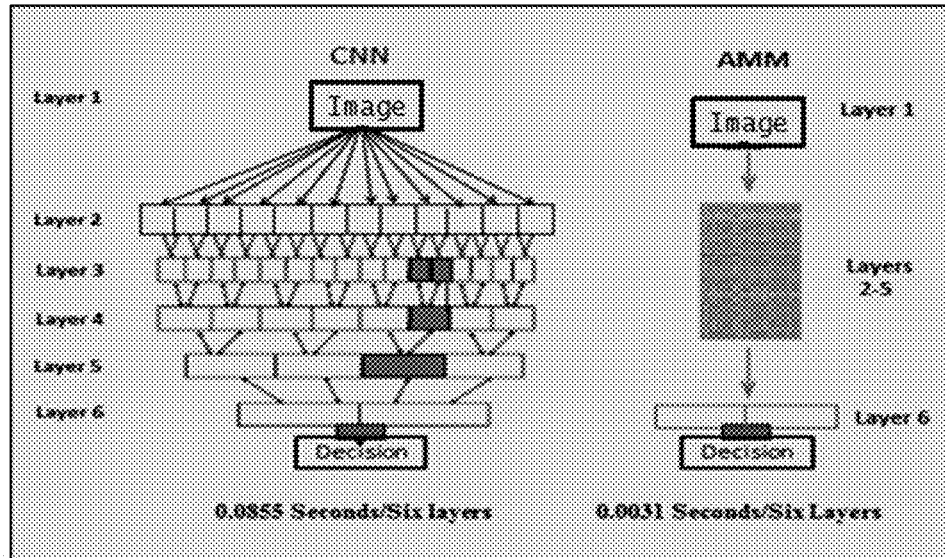 CNN
Layer 1
Image
Layer 2
Layer 3
Layer 4
Layer 5
Layer 6
Decision
0.0855 Seconds/Six layers
AMM
Image
Layer 1
Layers
2-5
Layer 6
Decision
0.0031 Seconds/Six Layers